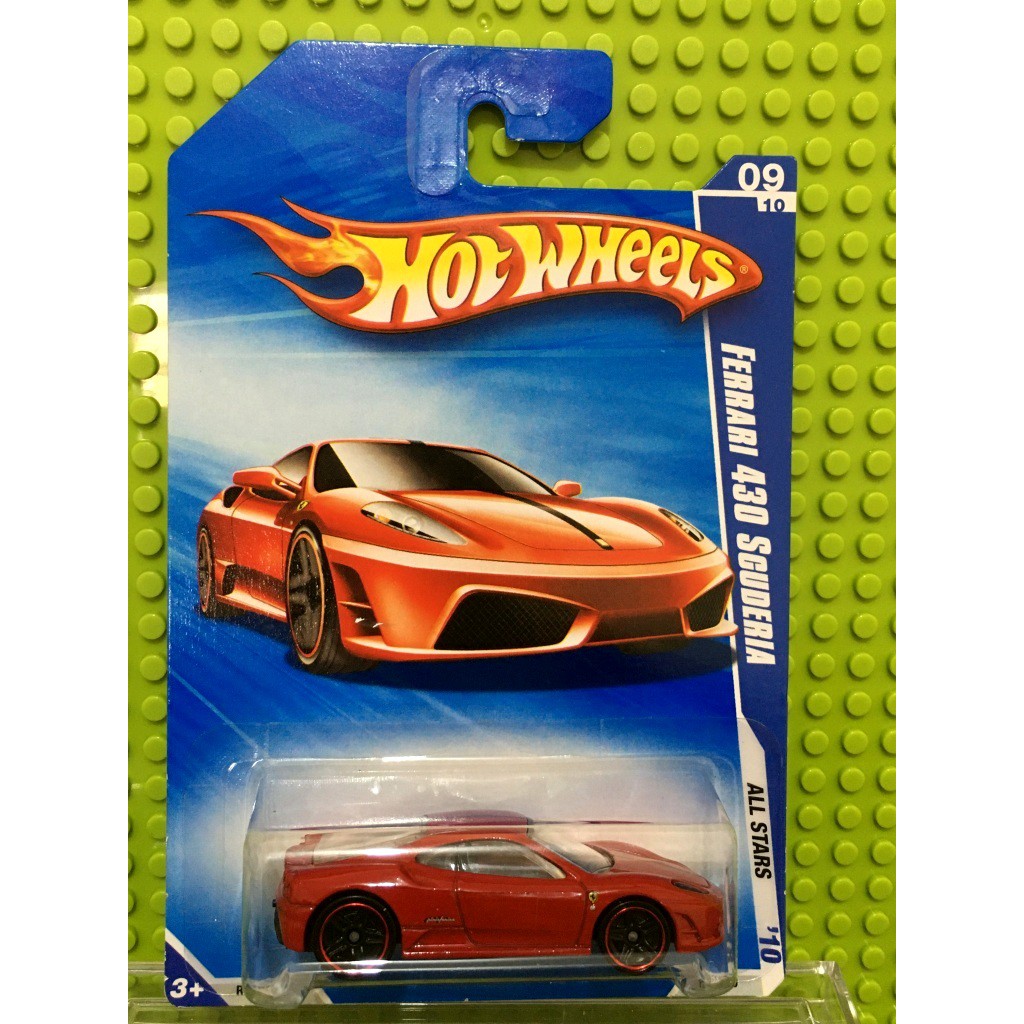 09
10
HOT WHEELS®
FERRARI 430 SCUDERIA
ALL STARS
'10
3+
R